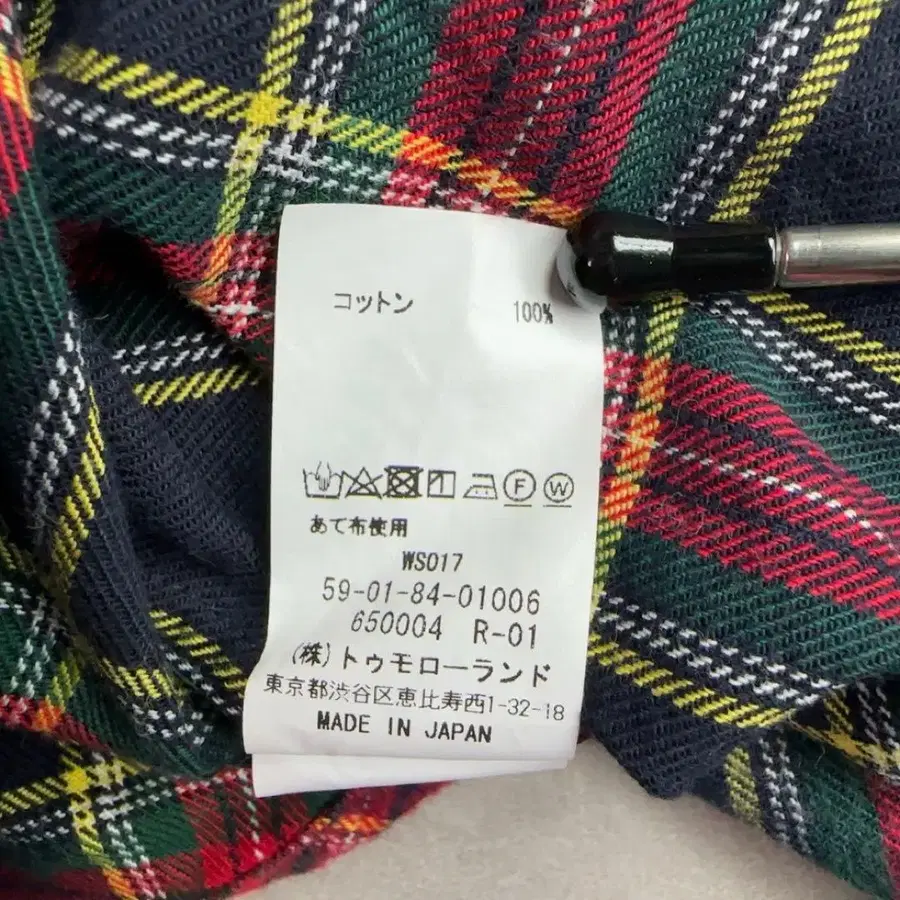 コットン 100%
F W
あて布使用
WS017
59-01-84-01006
650004 R-01
(株)トゥモローランド
東京都渋谷区恵比寿西1-32-18
MADE IN JAPAN